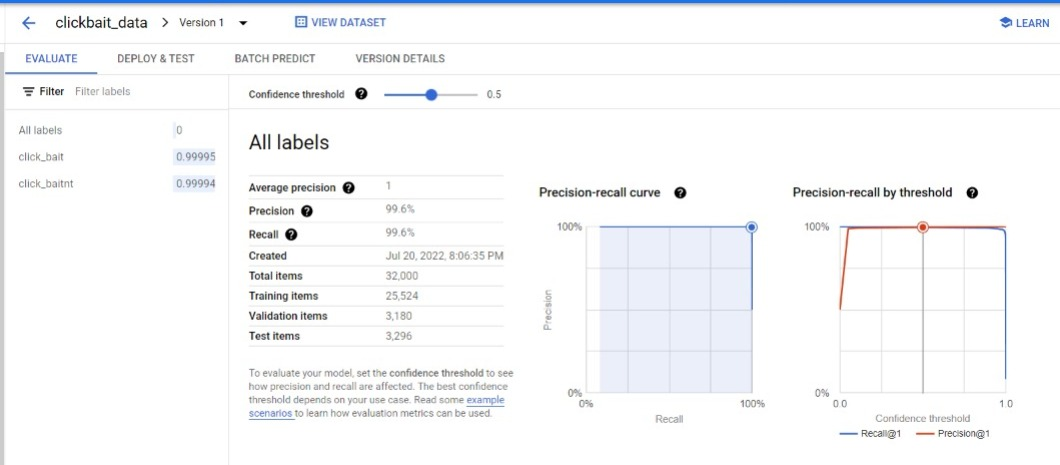 clickbait_data Version 1 VIEW DATASET LEARN
EVALUATE DEPLOY & TEST BATCH PREDICT VERSION DETAILS
Filter Filter labels
All labels 0
click_bait 0.99995
click_baitnt 0.99994
Confidence threshold ? 0.5
All labels
Average precision ? 1
Precision ? 99.6%
Recall ? 99.6%
Created Jul 20, 2022, 8:06:35 PM
Total items 32,000
Training items 25,524
Validation items 3,180
Test items 3,296
To evaluate your model, set the confidence threshold to see
how precision and recall are affected. The best confidence
threshold depends on your use case. Read some example
scenarios to learn how evaluation metrics can be used.
Precision-recall curve ?
100%
Precision
0%
0% 100%
Recall
Precision-recall by threshold ?
100%
0%
0.0 1.0
Confidence threshold
Recall@1 Precision@1